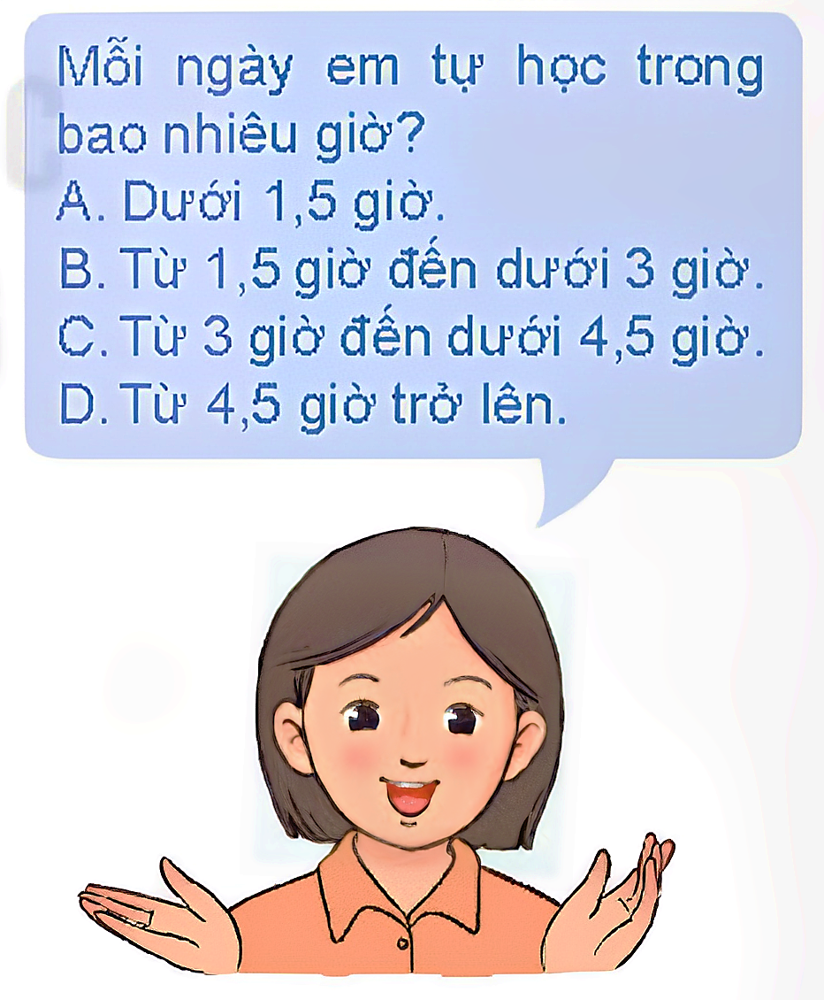 Mỗi ngày em tự học trong
bao nhiêu giờ?
A. Dưới 1,5 giờ.
B. Từ 1,5 giờ đến dưới 3 giờ.
C. Từ 3 giờ đến dưới 4,5 giờ.
D. Từ 4,5 giờ trở lên.